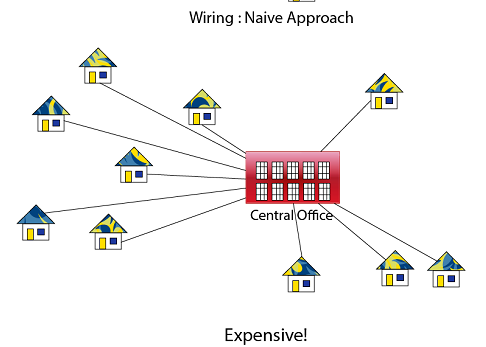 Wiring : Naive Approach
Central Office
Expensive!